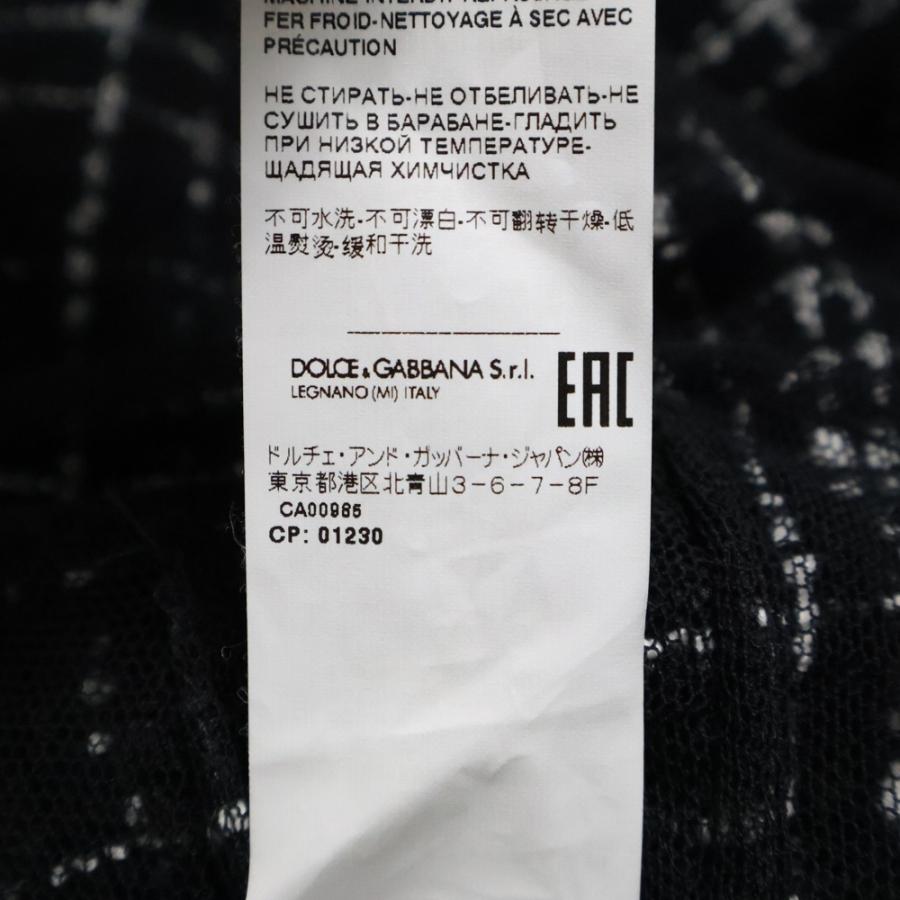 FER FROID-NETTOYAGE À SEC AVEC
PRÉCAUTION
НЕ СТИРАТЬ-НЕ ОТБЕЛИВАТЬ-НЕ
СУШИТЬ В БАРАБАНЕ-ГЛАДИТЬ
ПРИ НИЗКОЙ ТЕМПЕРАТУРЕ-
ЩАДЯЩАЯ ХИМЧИСТКА
不可水洗-不可漂白-不可翻转干燥-低
温熨烫-缓和干洗
DOLCE & GABBANA S.r.l.
LEGNANO (MI) ITALY
EAC
ドルチェ・アンド・ガッバーナ・ジャパン㈱
東京都港区北青山3-6-7-8F
CA00985
CP: 01230